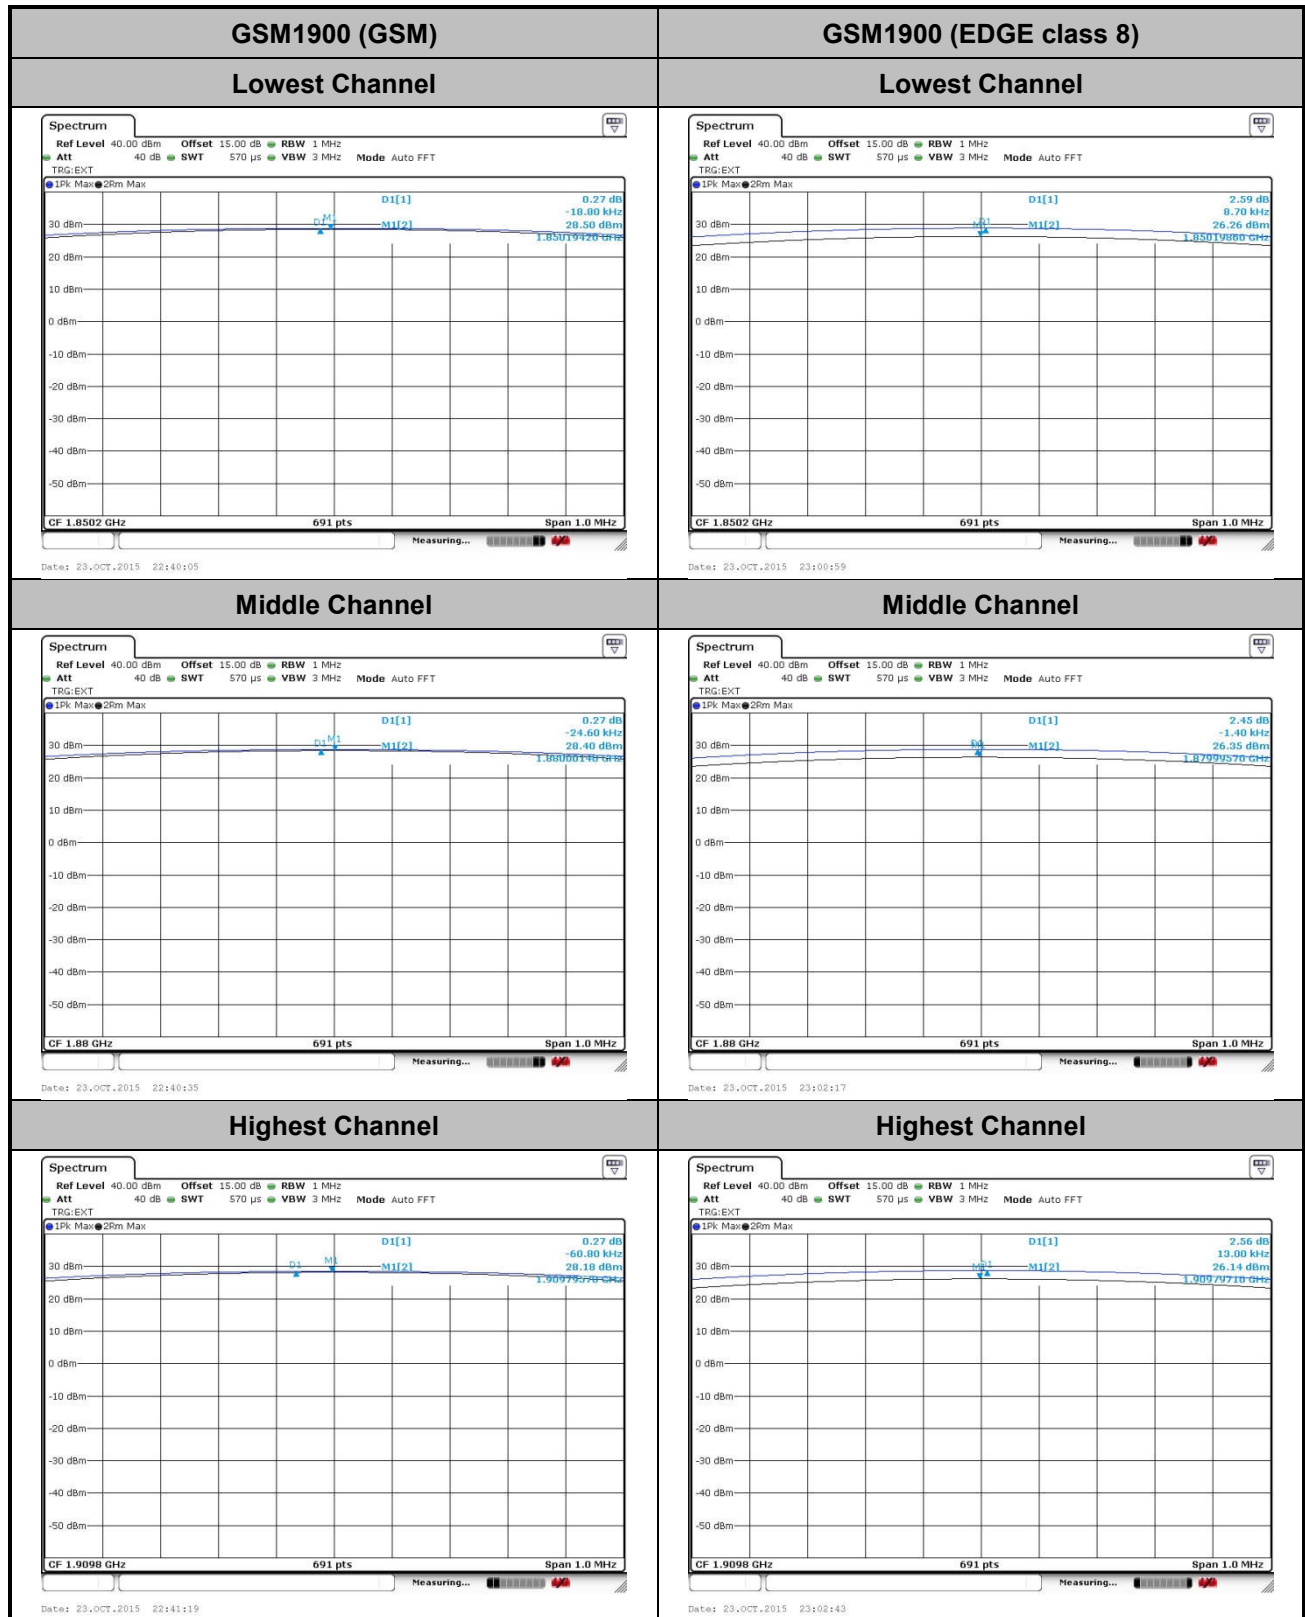 GSM1900 (GSM)
GSM1900 (EDGE class 8)
Lowest Channel
Lowest Channel
Spectrum
Ref Level 40.00 dBm Offset 15.00 dB RBW 1 MHz
Att 40 dB SWT 570 µs VBW 3 MHz Mode Auto FFT
TRG:EXT
1Pk Max 2Rm Max
D1[1] 0.27 dB
-18.80 kHz
30 dBm D1 M1 M1[2] 28.50 dBm
1.85019420 GHz
20 dBm
10 dBm
0 dBm
-10 dBm
-20 dBm
-30 dBm
-40 dBm
-50 dBm
CF 1.8502 GHz 691 pts Span 1.0 MHz
Measuring...
Date: 23.OCT.2015 22:40:05
Spectrum
Ref Level 40.00 dBm Offset 15.00 dB RBW 1 MHz
Att 40 dB SWT 570 µs VBW 3 MHz Mode Auto FFT
TRG:EXT
1Pk Max 2Rm Max
D1[1] 2.59 dB
8.70 kHz
30 dBm D1 M1[2] 26.26 dBm
1.85019860 GHz
20 dBm
10 dBm
0 dBm
-10 dBm
-20 dBm
-30 dBm
-40 dBm
-50 dBm
CF 1.8502 GHz 691 pts Span 1.0 MHz
Measuring...
Date: 23.OCT.2015 23:00:59
Middle Channel
Middle Channel
Spectrum
Ref Level 40.00 dBm Offset 15.00 dB RBW 1 MHz
Att 40 dB SWT 570 µs VBW 3 MHz Mode Auto FFT
TRG:EXT
1Pk Max 2Rm Max
D1[1] 0.27 dB
-24.60 kHz
30 dBm D1 M1 M1[2] 28.40 dBm
1.88000140 GHz
20 dBm
10 dBm
0 dBm
-10 dBm
-20 dBm
-30 dBm
-40 dBm
-50 dBm
CF 1.88 GHz 691 pts Span 1.0 MHz
Measuring...
Date: 23.OCT.2015 22:40:35
Spectrum
Ref Level 40.00 dBm Offset 15.00 dB RBW 1 MHz
Att 40 dB SWT 570 µs VBW 3 MHz Mode Auto FFT
TRG:EXT
1Pk Max 2Rm Max
D1[1] 2.45 dB
-1.40 kHz
30 dBm M1[2] 26.35 dBm
1.87999570 GHz
20 dBm
10 dBm
0 dBm
-10 dBm
-20 dBm
-30 dBm
-40 dBm
-50 dBm
CF 1.88 GHz 691 pts Span 1.0 MHz
Measuring...
Date: 23.OCT.2015 23:02:17
Highest Channel
Highest Channel
Spectrum
Ref Level 40.00 dBm Offset 15.00 dB RBW 1 MHz
Att 40 dB SWT 570 µs VBW 3 MHz Mode Auto FFT
TRG:EXT
1Pk Max 2Rm Max
D1[1] 0.27 dB
-60.80 kHz
30 dBm D1 M1 M1[2] 28.18 dBm
1.90979570 GHz
20 dBm
10 dBm
0 dBm
-10 dBm
-20 dBm
-30 dBm
-40 dBm
-50 dBm
CF 1.9098 GHz 691 pts Span 1.0 MHz
Measuring...
Date: 23.OCT.2015 22:41:19
Spectrum
Ref Level 40.00 dBm Offset 15.00 dB RBW 1 MHz
Att 40 dB SWT 570 µs VBW 3 MHz Mode Auto FFT
TRG:EXT
1Pk Max 2Rm Max
D1[1] 2.56 dB
13.00 kHz
30 dBm M1[2] 26.14 dBm
1.90979710 GHz
20 dBm
10 dBm
0 dBm
-10 dBm
-20 dBm
-30 dBm
-40 dBm
-50 dBm
CF 1.9098 GHz 691 pts Span 1.0 MHz
Measuring...
Date: 23.OCT.2015 23:02:43